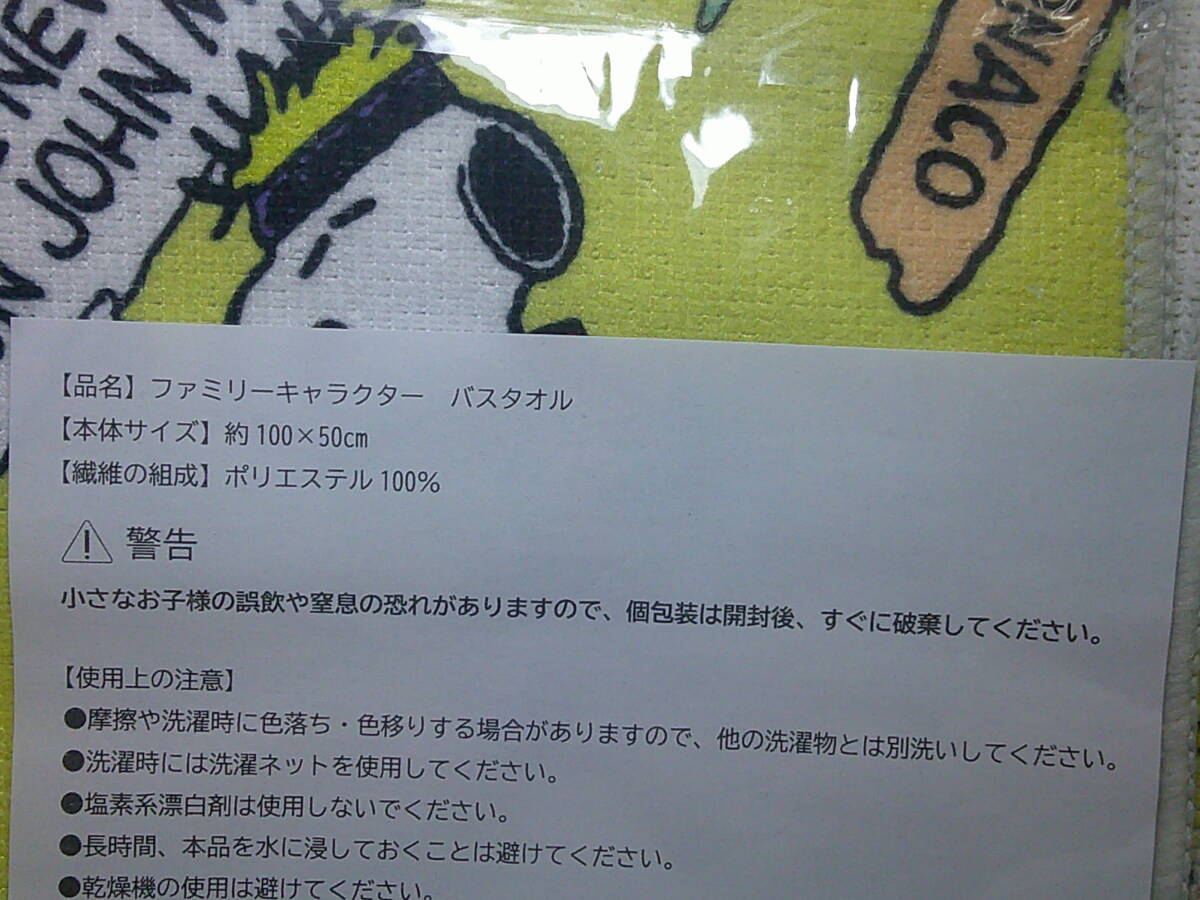 JOHN
【品名】ファミリーキャラクター　バスタオル
【本体サイズ】約100×50cm
【繊維の組成】ポリエステル100%
警告
小さなお子様の誤飲や窒息の恐れがありますので、個包装は開封後、すぐに破棄してください。
【使用上の注意】
●摩擦や洗濯時に色落ち・色移りする場合がありますので、他の洗濯物とは別洗いしてください。
●洗濯時には洗濯ネットを使用してください。
●塩素系漂白剤は使用しないでください。
●長時間、本品を水に浸しておくことは避けてください。
●乾燥機の使用は避けてください。